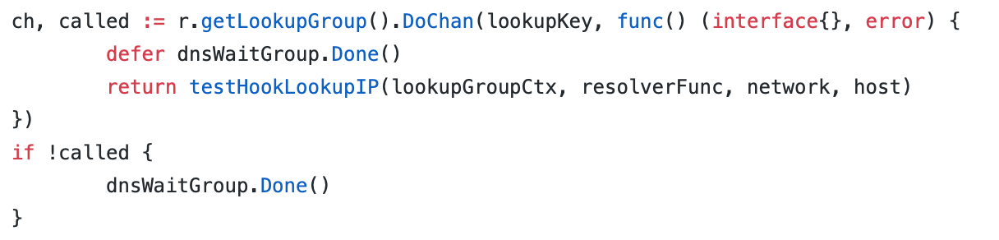 ch, called := r.getLookupGroup().DoChan(lookupKey, func() (interface{}, error) {
        defer dnsWaitGroup.Done()
        return testHookLookupIP(lookupGroupCtx, resolverFunc, network, host)
})
if !called {
        dnsWaitGroup.Done()
}